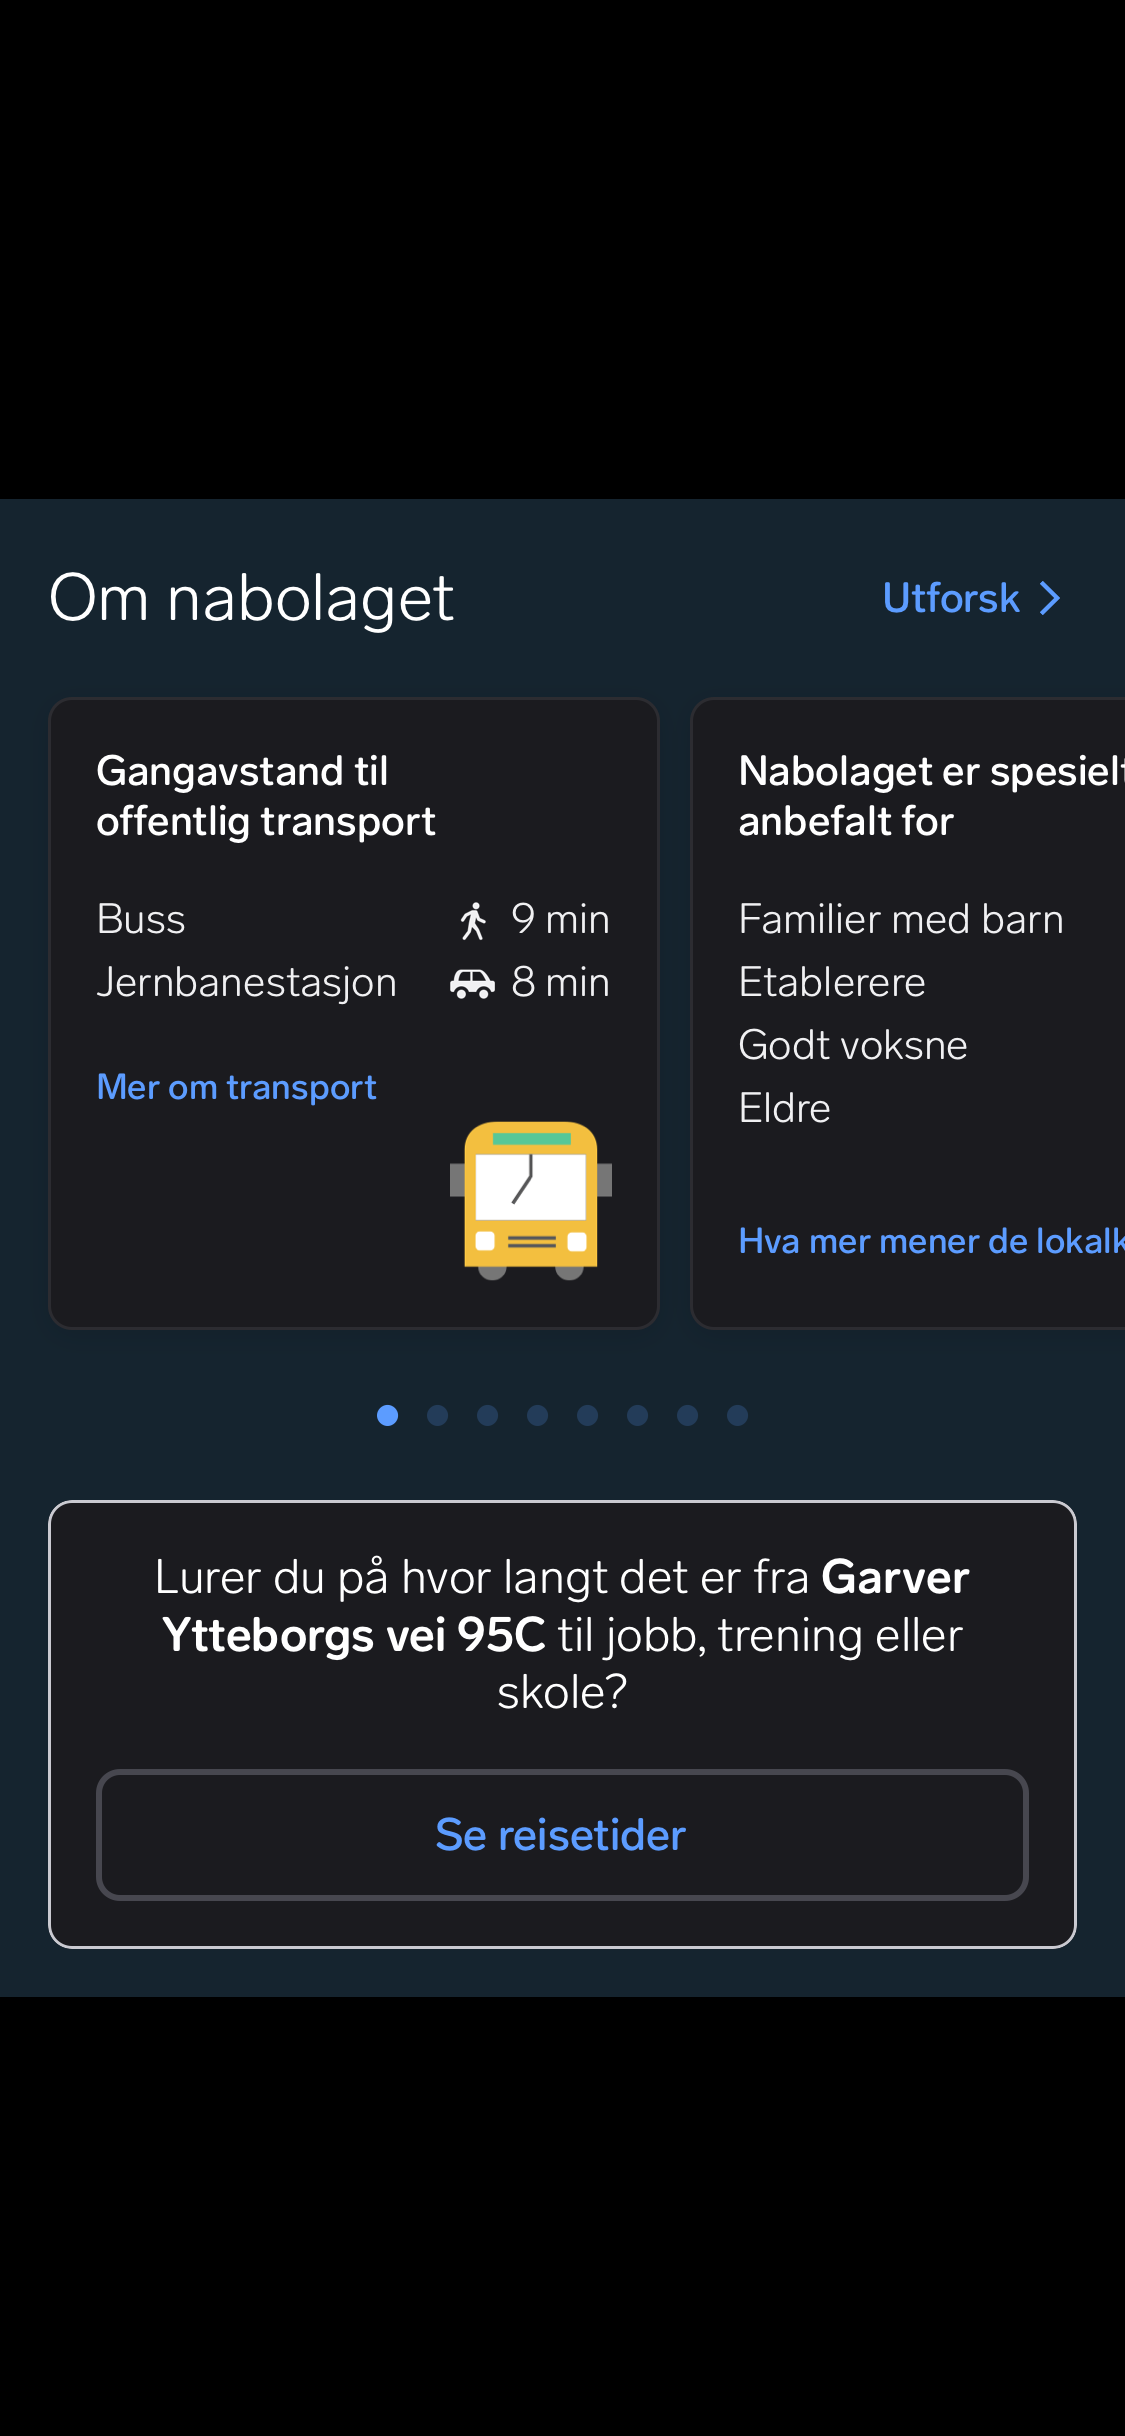 Om nabolaget
Utforsk
Gangavstand til
offentlig transport
Buss 9 min
Jernbanestasjon 8 min
Mer om transport
Nabolaget er spesielt
anbefalt for
Familier med barn
Etablerere
Godt voksne
Eldre
Hva mer mener de
Lurer du på hvor langt det er fra Garver
Ytteborgs vei 95C til jobb, trening eller
skole?
Se reisetider